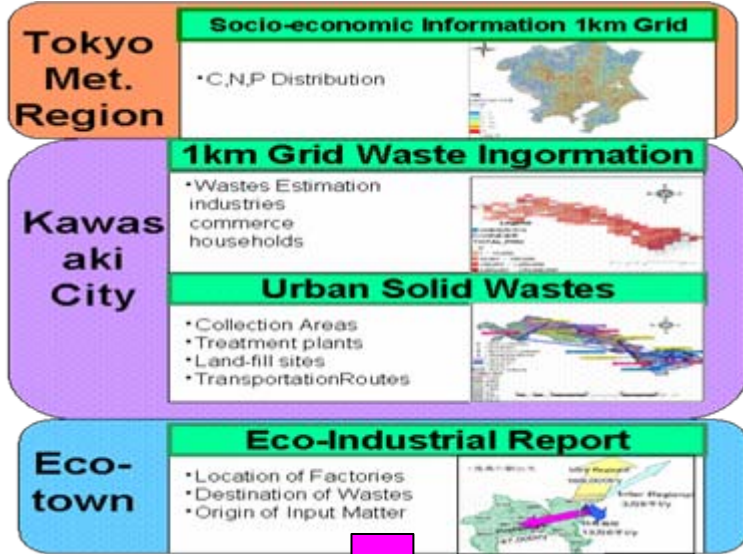 Tokyo
Met.
Region
Socio-economic Information 1km Grid
•C,N,P Distribution
Kawas
aki
City
1km Grid Waste Ingormation
•Wastes Estimation
industries
commerce
households
Urban Solid Wastes
•Collection Areas
•Treatment plants
•Land-fill sites
•TransportationRoutes
Eco-
town
Eco-Industrial Report
•Location of Factories
•Destination of Wastes
•Origin of Input Matter
Inter Regional